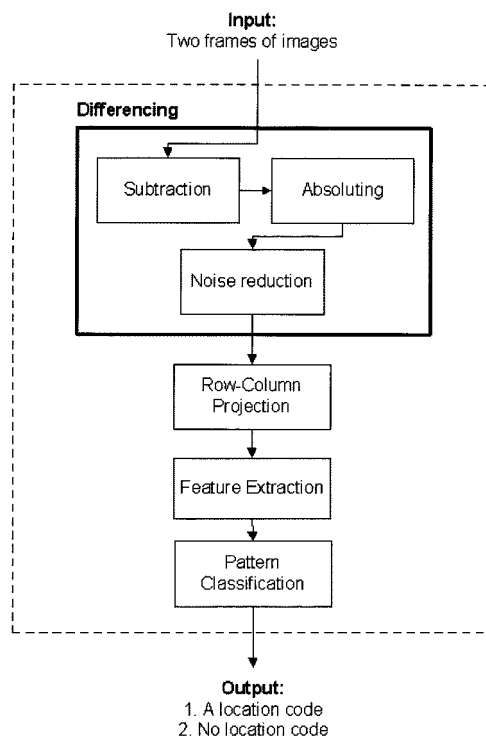 Input:
Two frames of images
Differencing
Subtraction
Absoluting
Noise reduction
Row-Column
Projection
Feature Extraction
Pattern
Classification
Output:
1. A location code
2. No location code